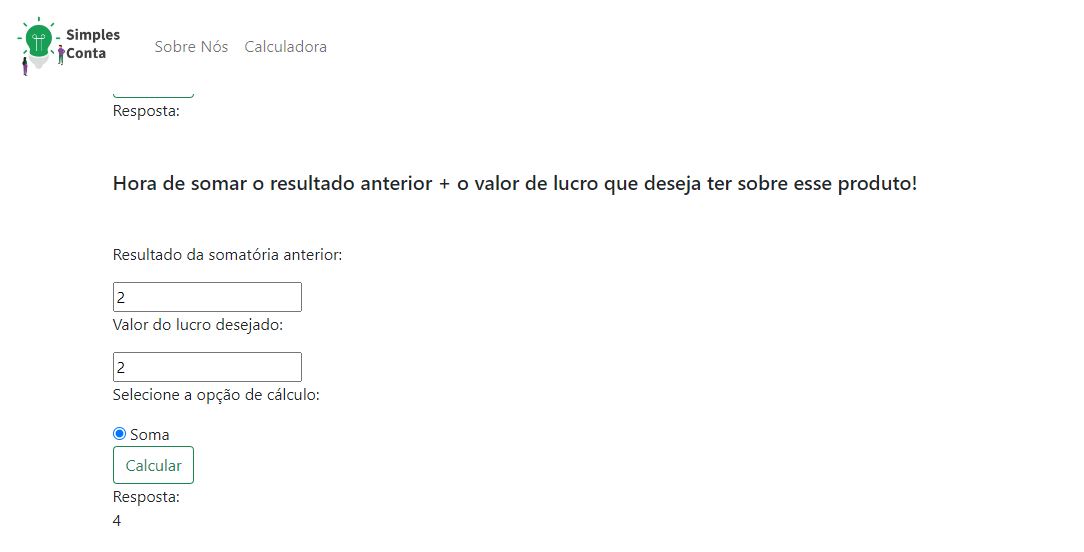 Simples
Conta
Sobre Nós Calculadora
Resposta:
Hora de somar o resultado anterior + o valor de lucro que deseja ter sobre esse produto!
Resultado da somatória anterior:
2
Valor do lucro desejado:
2
Selecione a opção de cálculo:
Soma
Calcular
Resposta:
4